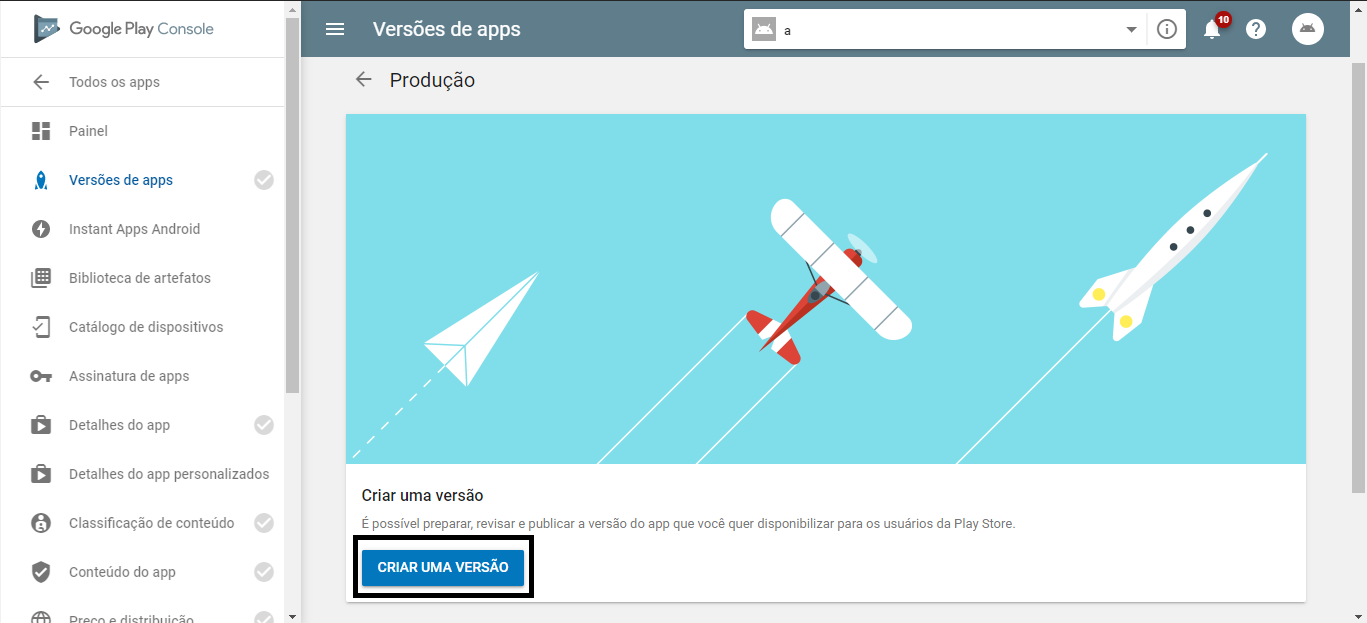 Google Play Console
Todos os apps
Painel
Versões de apps
Instant Apps Android
Biblioteca de artefatos
Catálogo de dispositivos
Assinatura de apps
Detalhes do app
Detalhes do app personalizados
Classificação de conteúdo
Conteúdo do app
Preço e distribuição
Versões de apps
a
10
Produção
Criar uma versão
É possível preparar, revisar e publicar a versão do app que você quer disponibilizar para os usuários da Play Store.
CRIAR UMA VERSÃO